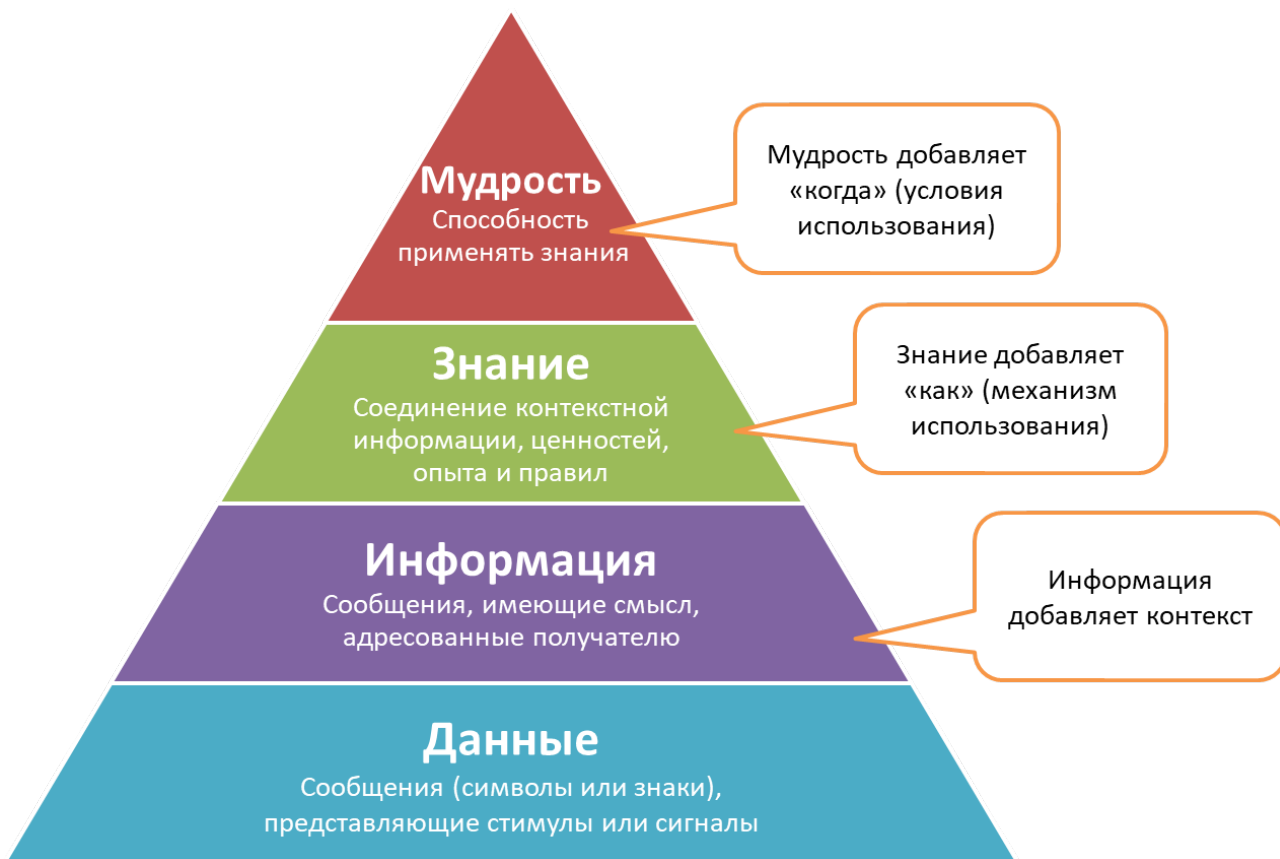 Мудрость
Способность
применять знания
Мудрость добавляет
«когда» (условия
использования)
Знание
Соединение контекстной
информации, ценностей,
опыта и правил
Знание добавляет
«как» (механизм
использования)
Информация
Сообщения, имеющие смысл,
адресованные получателю
Информация
добавляет контекст
Данные
Сообщения (символы или знаки),
представляющие стимулы или сигналы